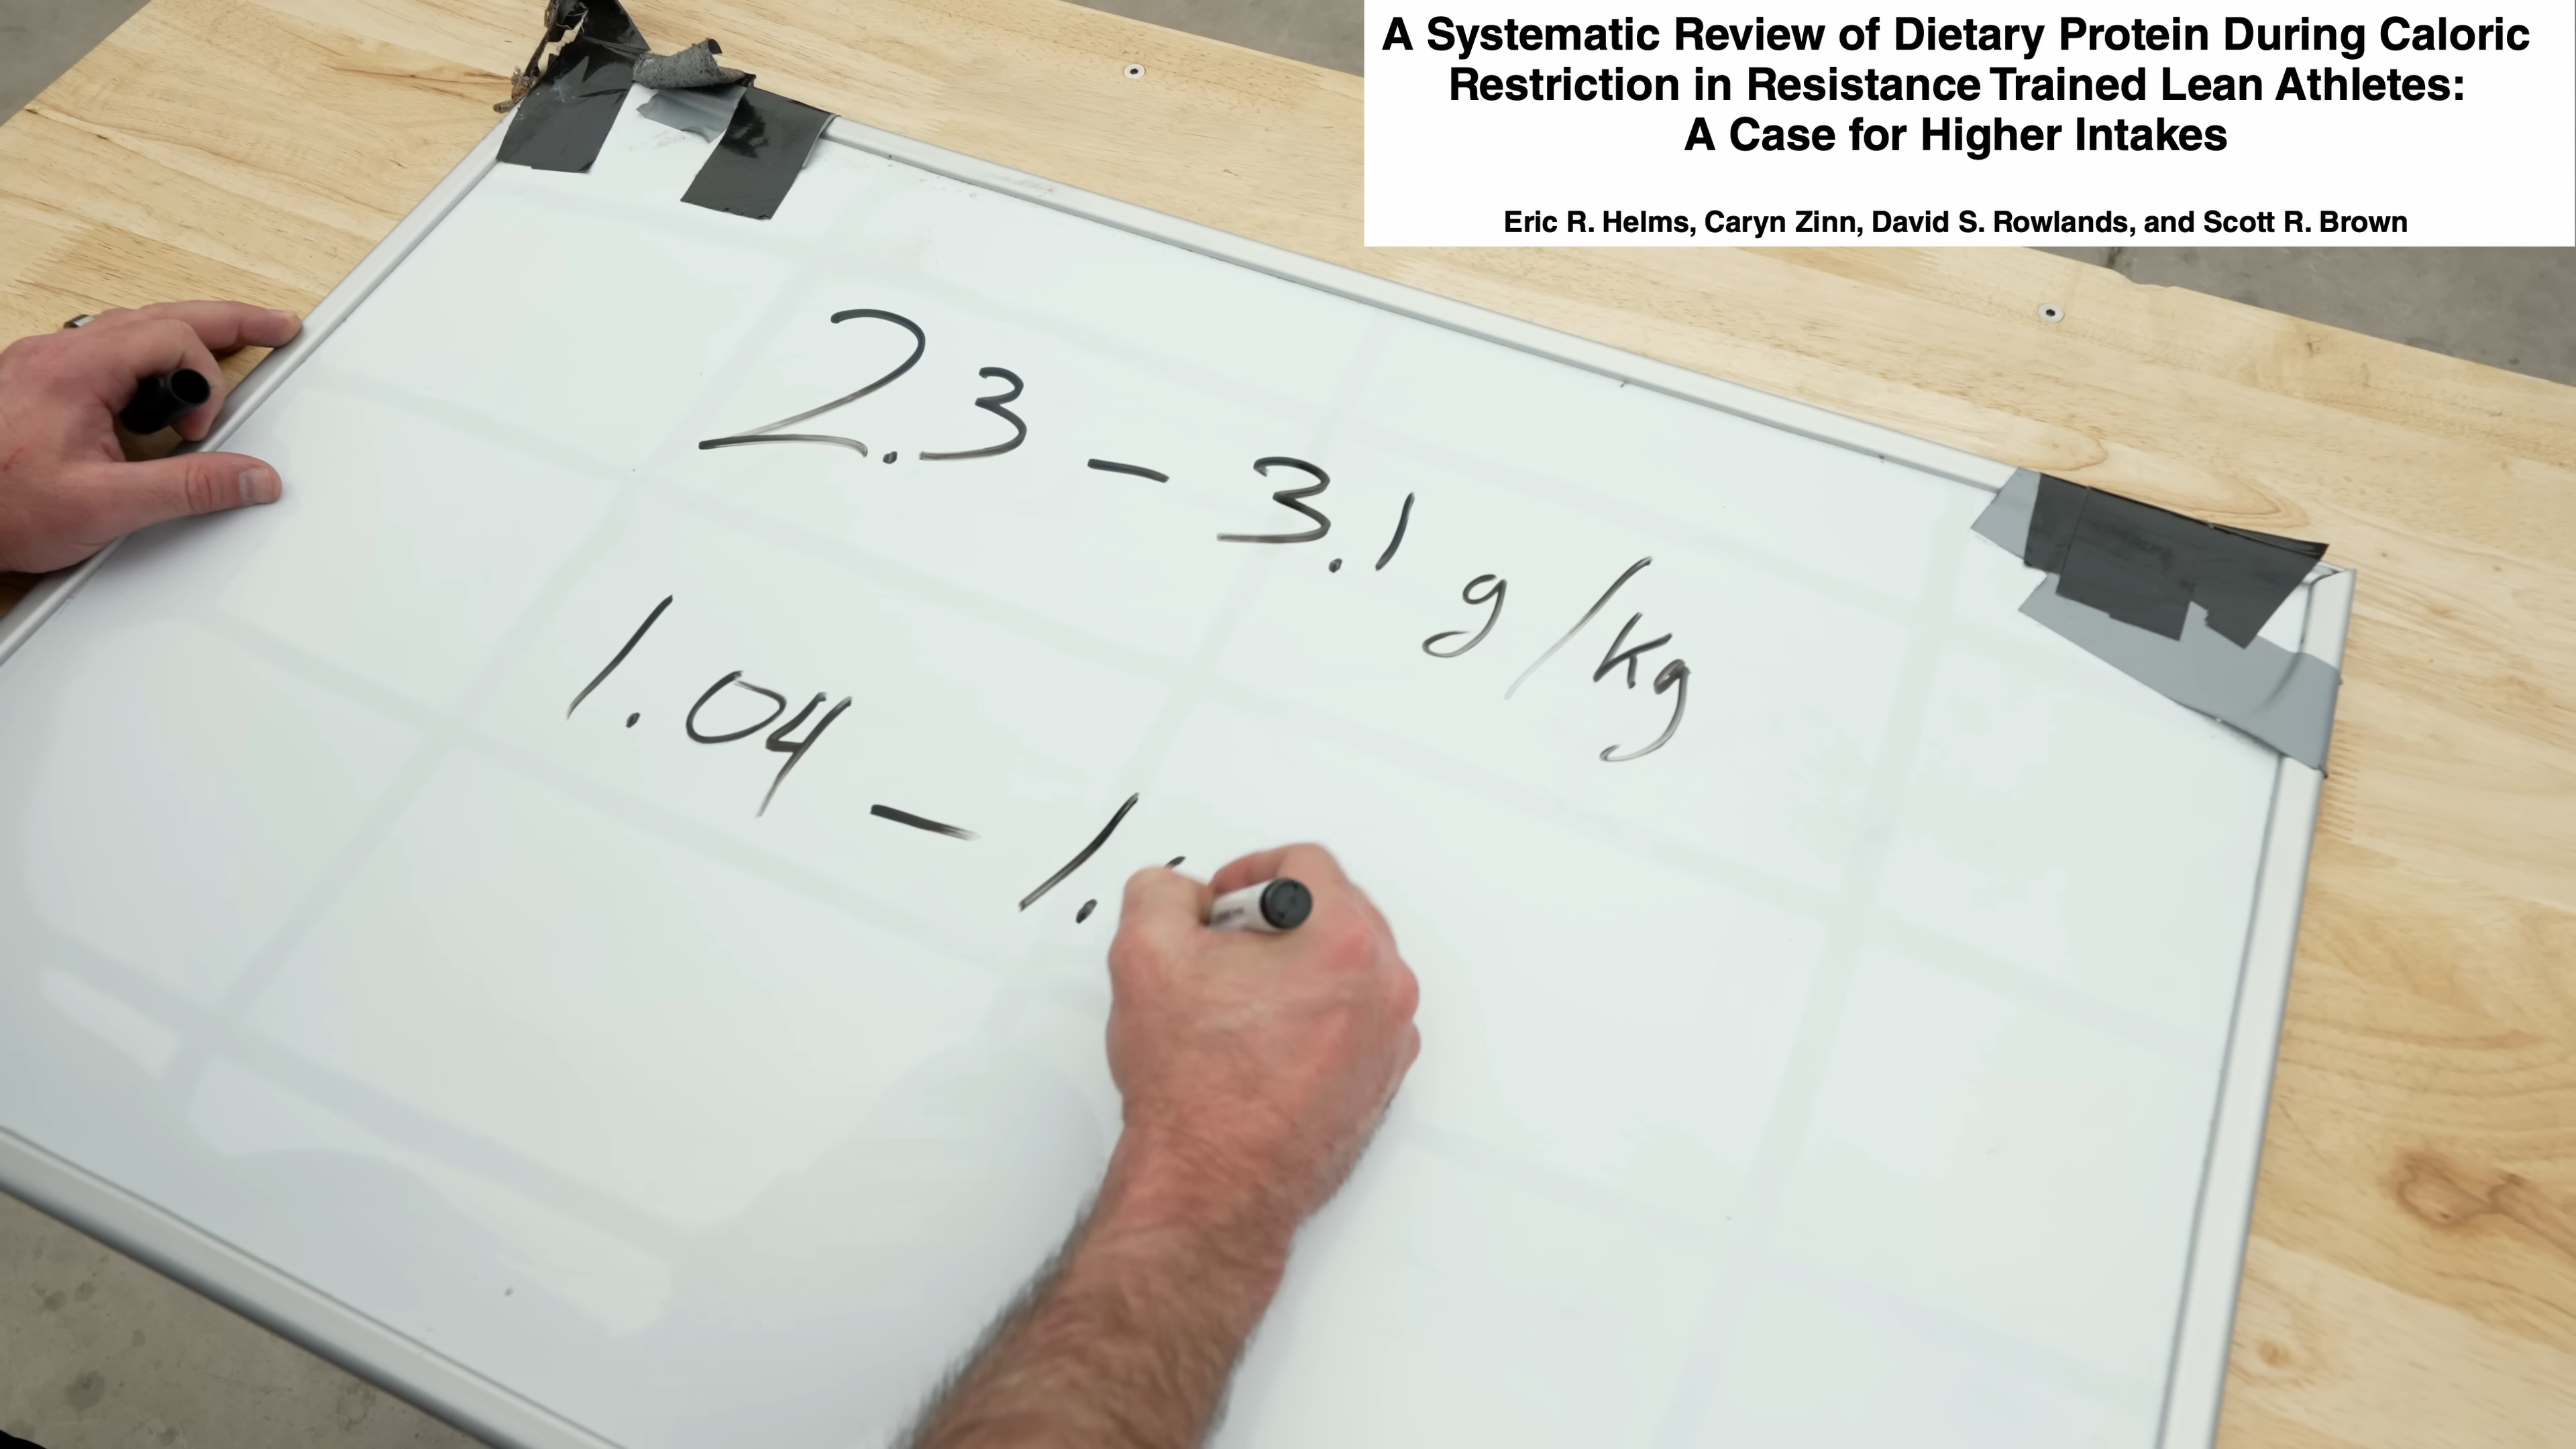 A Systematic Review of Dietary Protein During Caloric
Restriction in Resistance Trained Lean Athletes:
A Case for Higher Intakes
Eric R. Helms, Caryn Zinn, David S. Rowlands, and Scott R. Brown
2.3 - 3.1 g/kg
1.04 - 1.